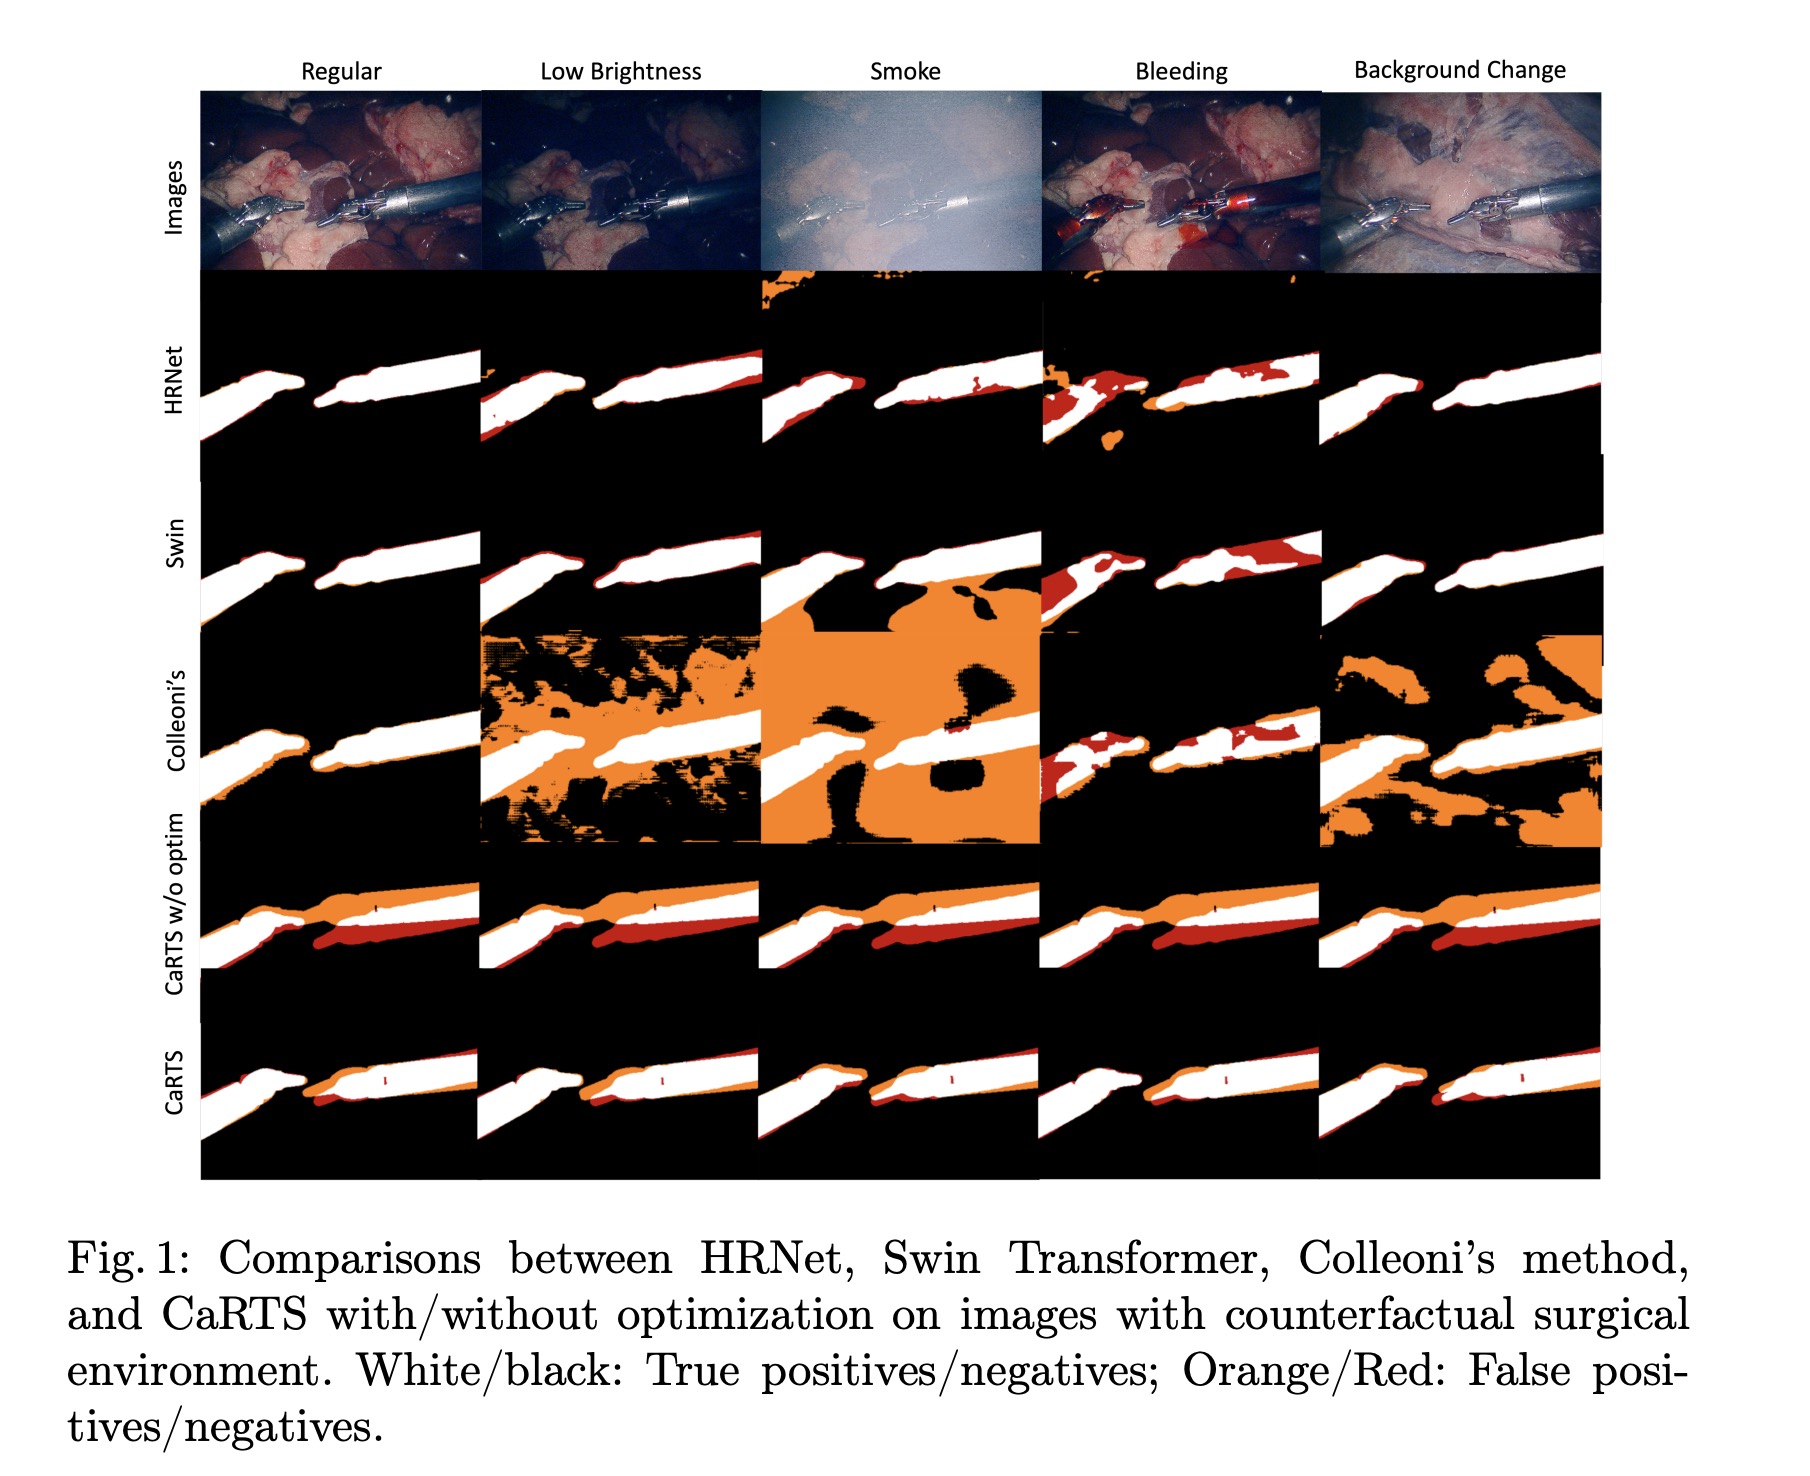 Regular Low Brightness Smoke Bleeding Background Change
Images
HRNet
Swin
Colleoni's
CaRTS w/o optim
CaRTS
Fig. 1: Comparisons between HRNet, Swin Transformer, Colleoni’s method,
and CaRTS with/without optimization on images with counterfactual surgical
environment. White/black: True positives/negatives; Orange/Red: False posi-
tives/negatives.